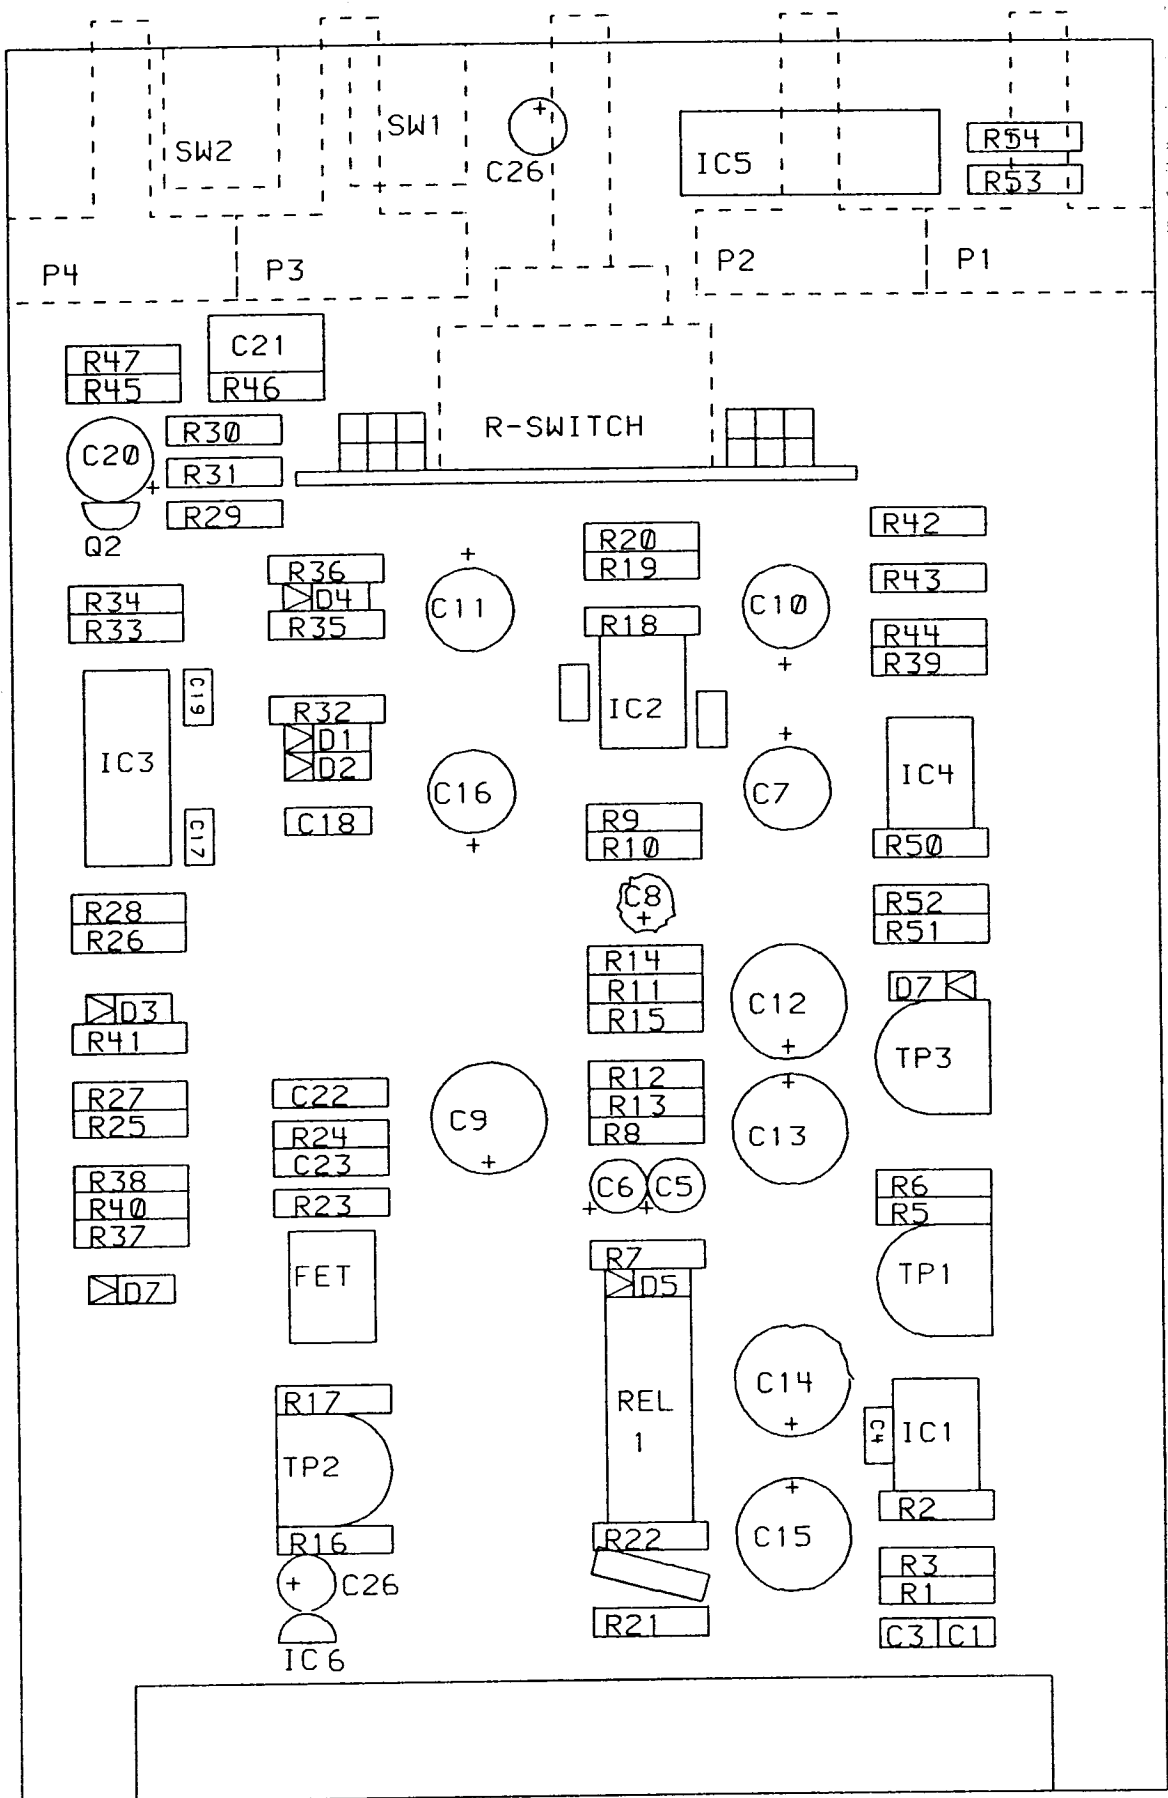 SW2
SW1
C26
IC5
R54
R53
P4
P3
P2
P1
R47
R45
C21
R46
C20
+
Q2
R30
R31
R29
R-SWITCH
R42
R43
R44
R39
R36
D4
R35
C11
+
R20
R19
R18
IC2
C10
+
R34
R33
C19
IC3
C17
R32
D1
D2
C18
C16
+
R9
R10
C7
+
IC4
R50
R52
R51
C8
+
R28
R26
R14
R11
R15
C12
+
D7
TP3
D3
R41
R27
R25
C22
R24
C23
R23
C9
+
R12
R13
R8
C13
+
C6
+
C5
+
R6
R5
TP1
R38
R40
R37
D7
FET
R7
D5
REL
1
C14
+
C4
IC1
R2
R17
TP2
R16
+
C26
IC6
R22
R21
C15
+
R3
R1
C3
C1